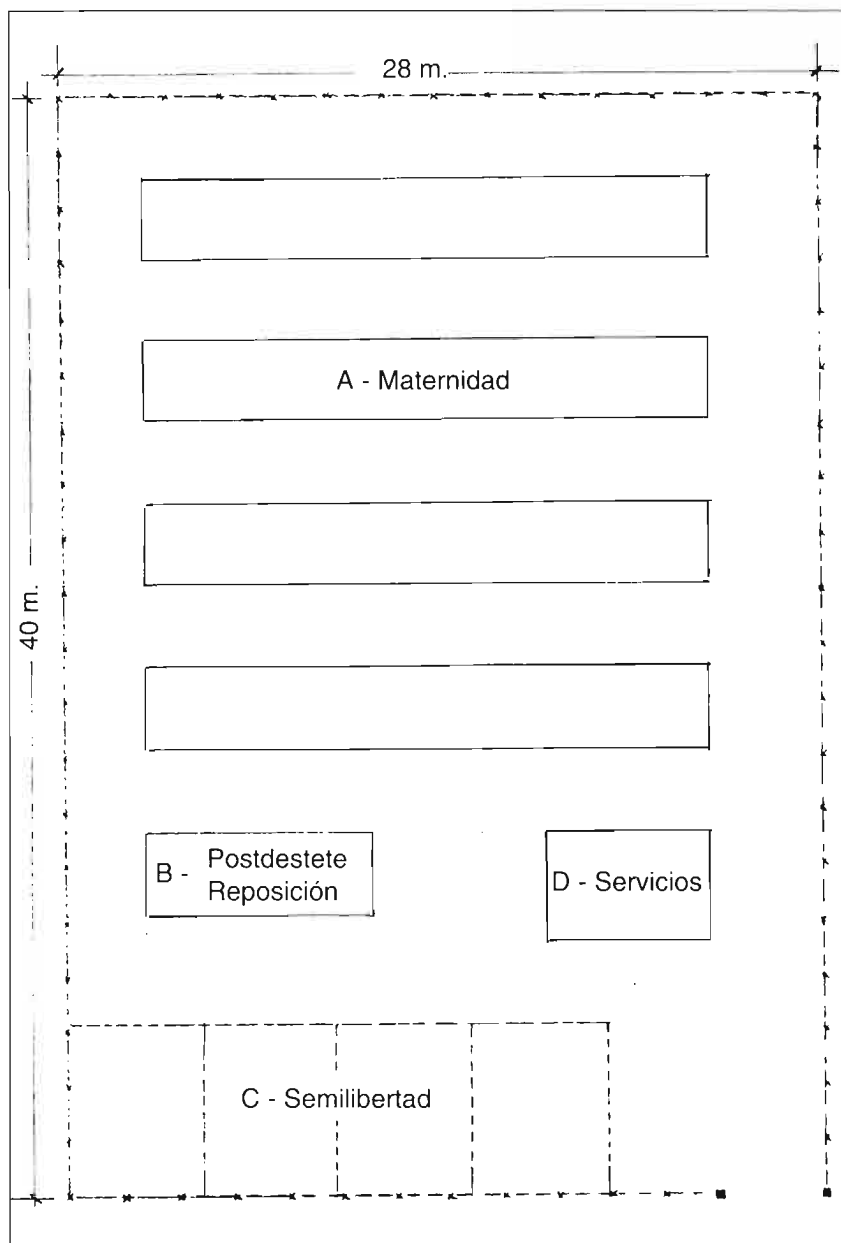 28 m.
A - Maternidad
40 m.
B - Postdestete
Reposición
D - Servicios
C - Semilibertad